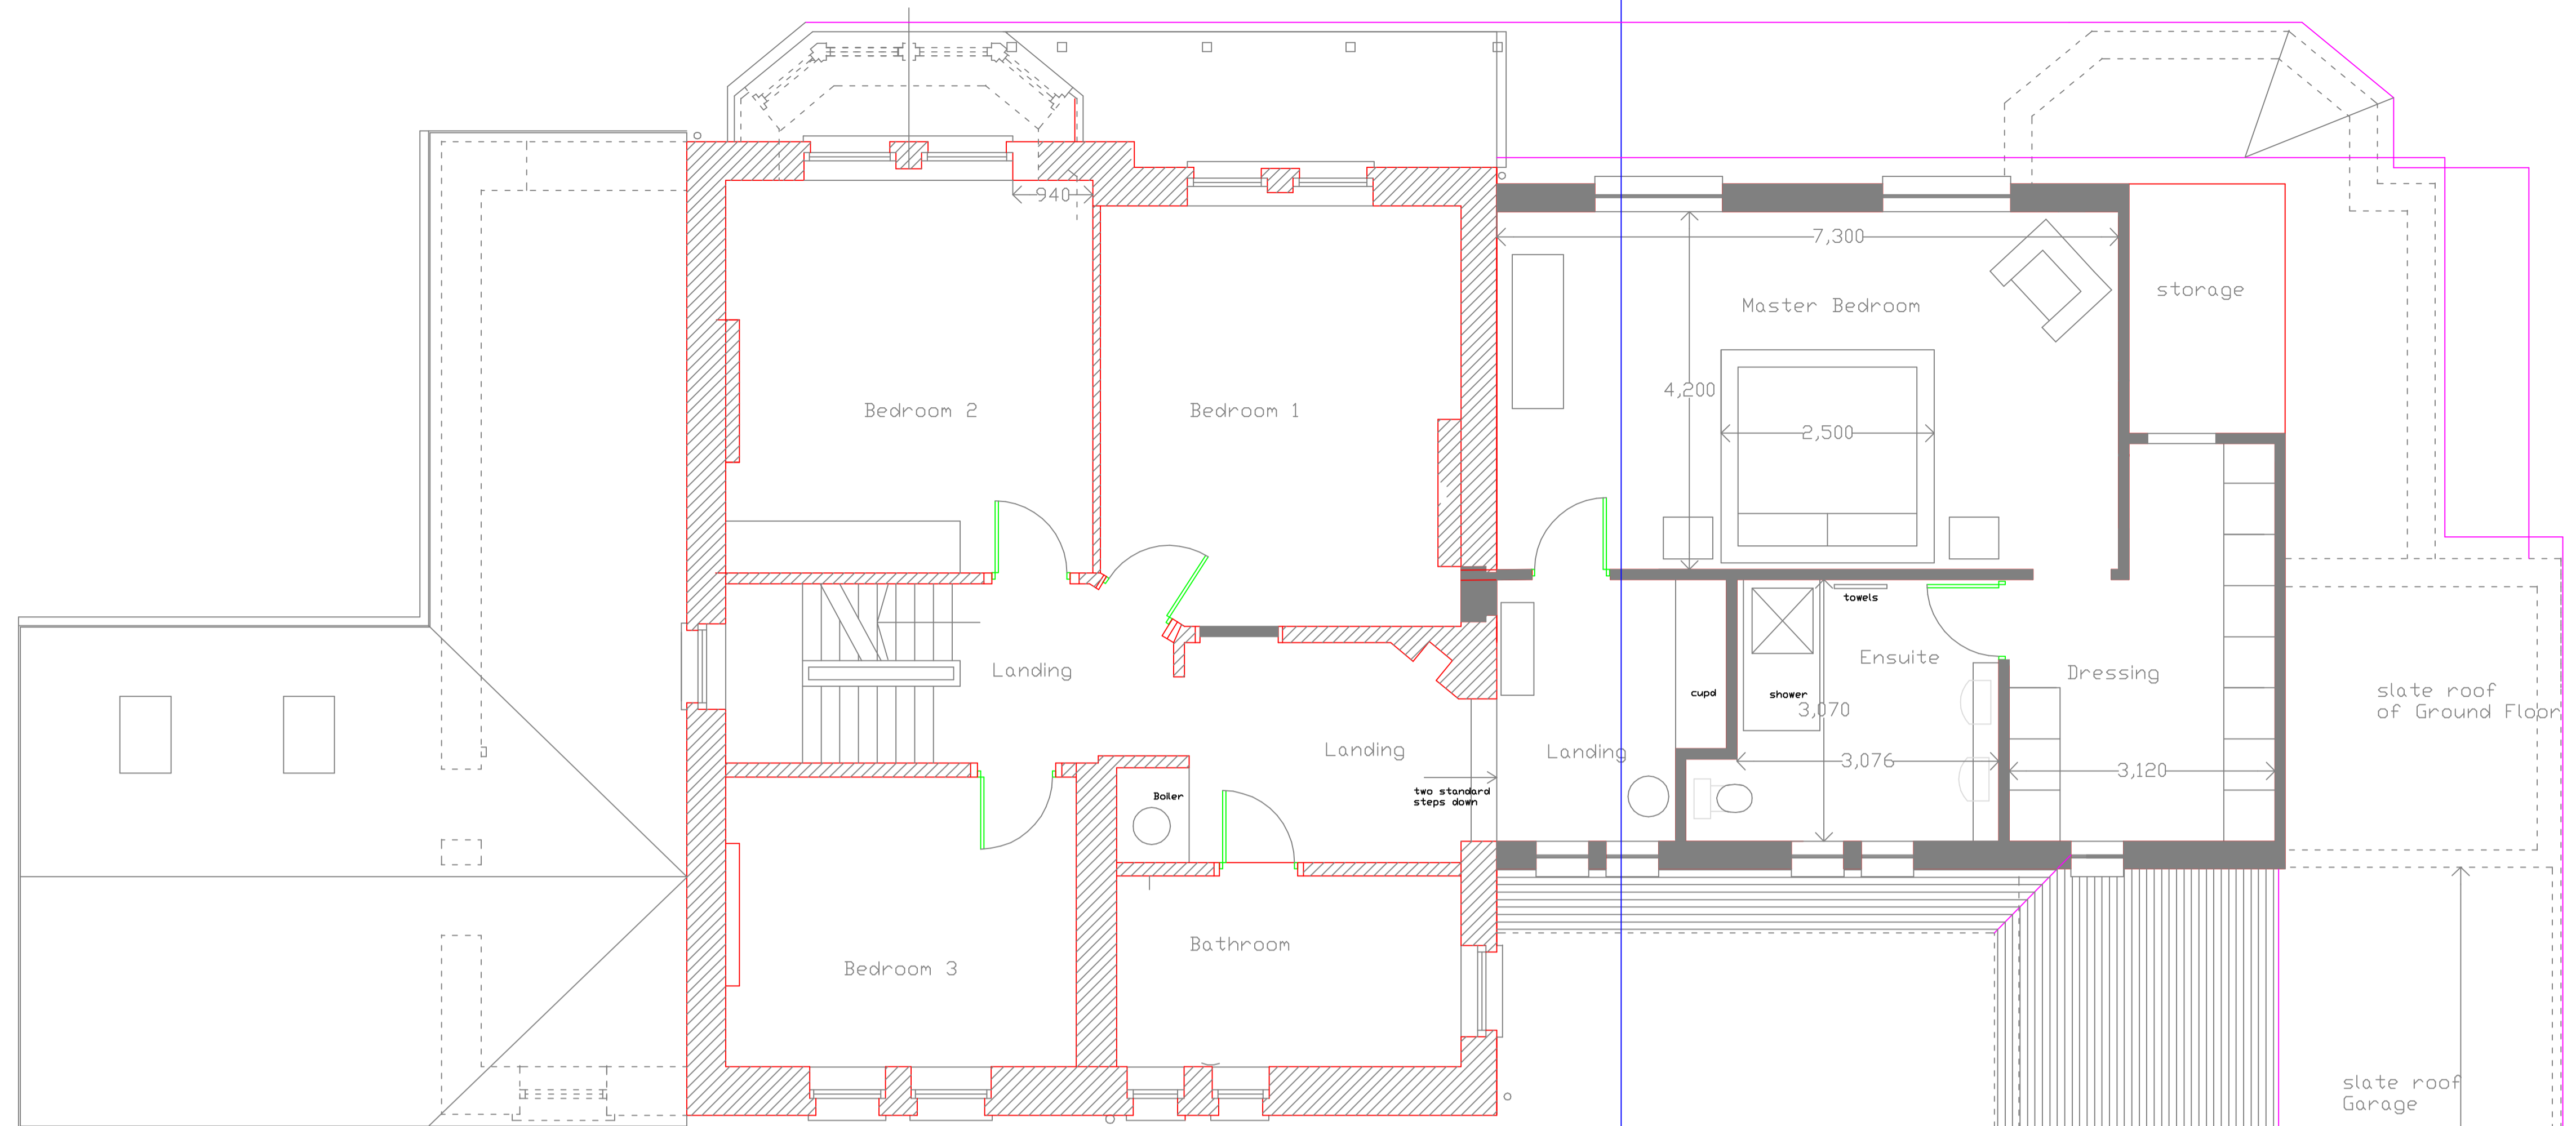 940
7,300
storage
Master Bedroom
4,200
Bedroom 2
Bedroom 1
2,500
towels
Landing
Ensuite
Dressing
cupd
shower
3,070
slate roof
of Ground Floor
Landing
Landing
3,076
3,120
Boiler
two standard
steps down
Bathroom
Bedroom 3
slate roof
Garage